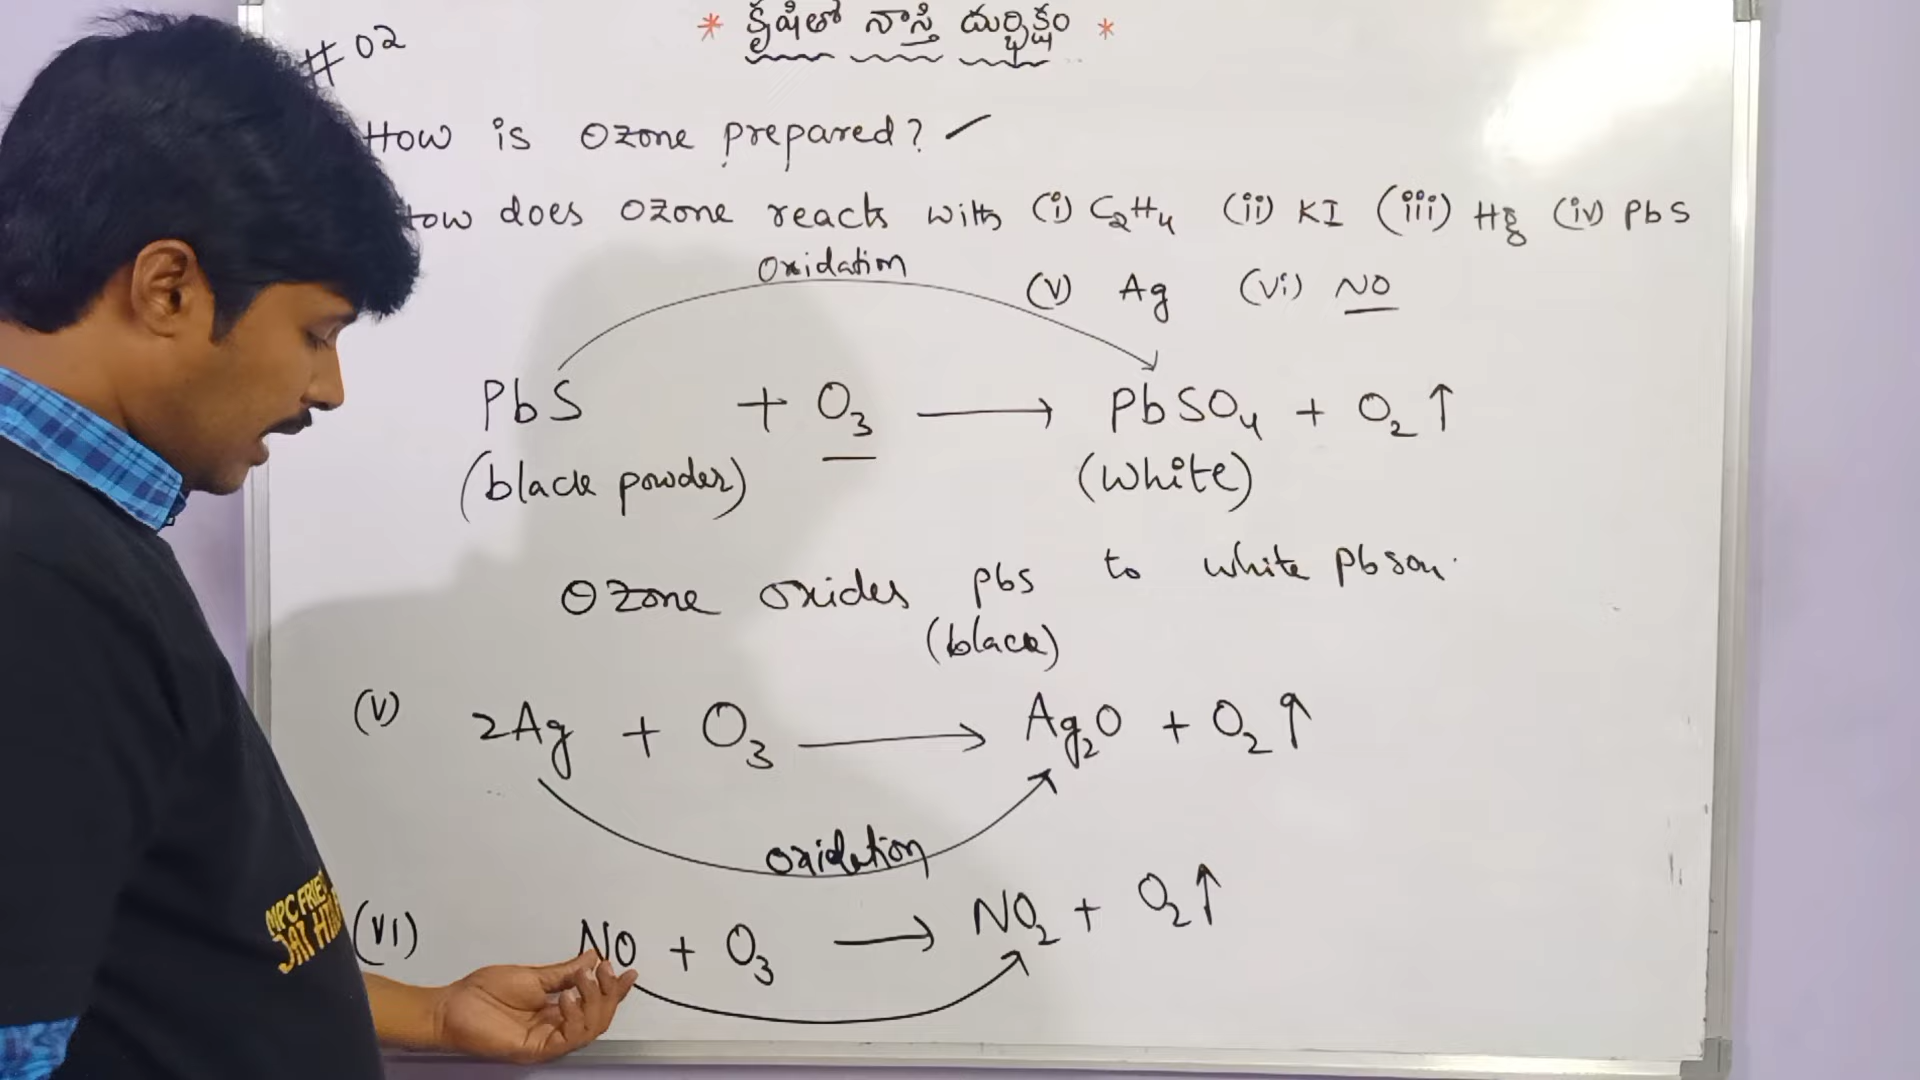 #02
* కృషితో నాస్తి దుర్భిక్షం *
How is Ozone prepared? ✓
How does Ozone reacts with (i) C₂H₄ (ii) KI (iii) Hg (iv) PbS
(v) Ag (vi) NO
Oxidation
PbS + O₃ ⟶ PbSO₄ + O₂↑
(black powder) (White)
Ozone oxides pbs to white pbso₄.
(black)
(v) 2Ag + O₃ ⟶ Ag₂O + O₂↑
oxidation
(VI) NO + O₃ ⟶ NO₂ + O₂↑
MPC FRIE